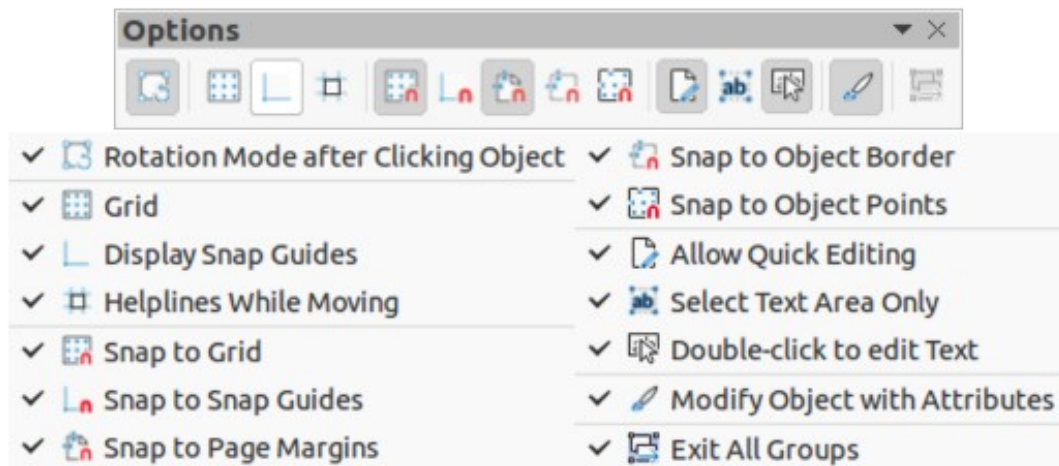 Options
Rotation Mode after Clicking Object
Grid
Display Snap Guides
Helplines While Moving
Snap to Grid
Snap to Snap Guides
Snap to Page Margins
Snap to Object Border
Snap to Object Points
Allow Quick Editing
Select Text Area Only
Double-click to edit Text
Modify Object with Attributes
Exit All Groups